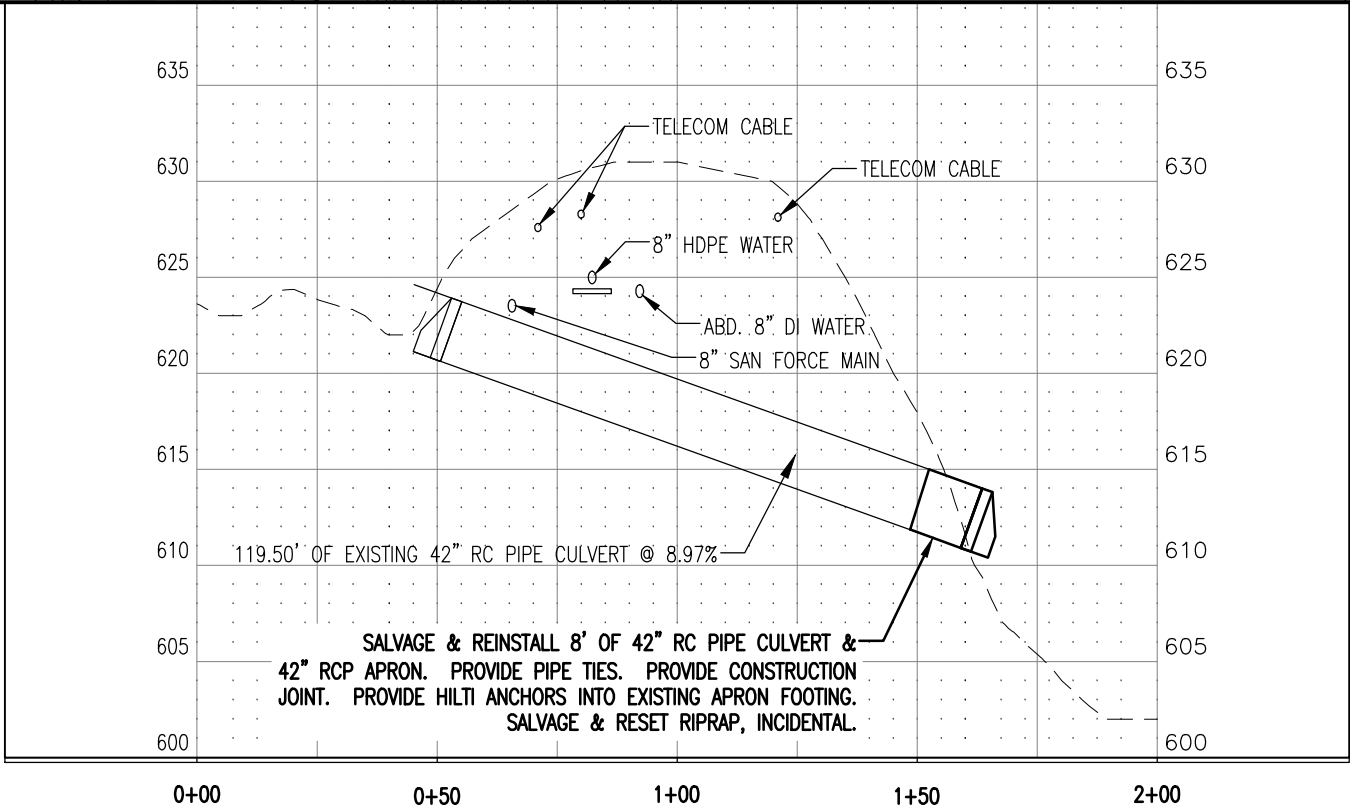 635 635
TELECOM CABLE
630 630
TELECOM CABLE
8" HDPE WATER
625 625
ABD. 8" DI WATER
620 620
8" SAN FORCE MAIN
615 615
119.50' OF EXISTING 42" RC PIPE CULVERT @ 8.97%
610 610
SALVAGE & REINSTALL 8' OF 42" RC PIPE CULVERT &
605 605
42" RCP APRON. PROVIDE PIPE TIES. PROVIDE CONSTRUCTION
JOINT. PROVIDE HILTI ANCHORS INTO EXISTING APRON FOOTING.
SALVAGE & RESET RIPRAP, INCIDENTAL.
600 600
0+00 0+50 1+00 1+50 2+00